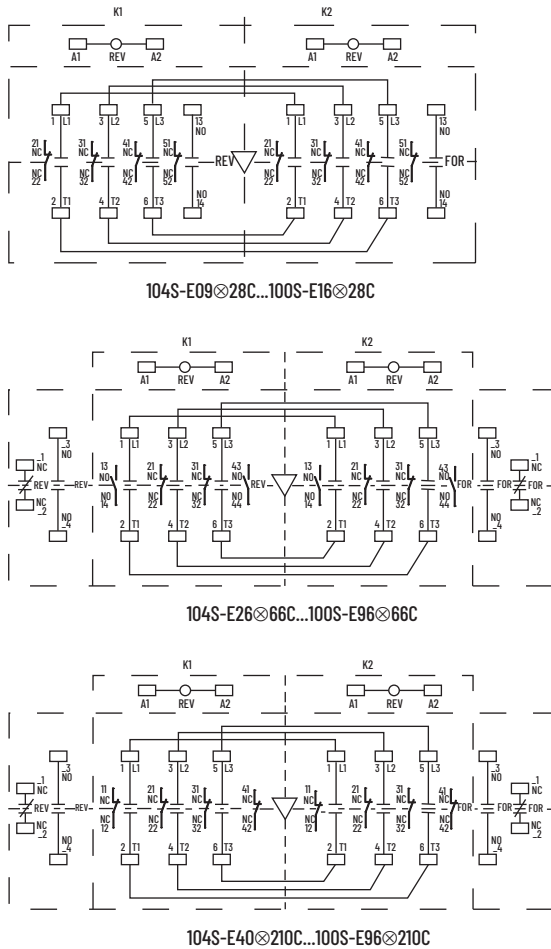 K1 K2
A1 REV A2 A1 REV A2
1 L1 3 L2 5 L3 13 NO 1 L1 3 L2 5 L3 13 NO
21 NC 31 NC 41 NC 51 NC REV 21 NC 31 NC 41 NC 51 NC FOR
NC 22 NC 32 NC 42 NC 52 NC 22 NC 32 NC 42 NC 52
2 T1 4 T2 6 T3 NO 14 2 T1 4 T2 6 T3 NO 14
104S-E09⊗28C...100S-E16⊗28C
K1 K2
A1 REV A2 A1 REV A2
_1 NC _3 NO 1 L1 3 L2 5 L3 1 L1 3 L2 5 L3 _3 NO _1 NC
REV REV 13 NO 21 NC 31 NC 43 NO REV 13 NO 21 NC 31 NC 43 NO FOR FOR FOR
NC _2 NO _4 NO 14 NC 22 NC 32 NO 44 NO 14 NC 22 NC 32 NO 44 NO _4 NC _2
2 T1 4 T2 6 T3 2 T1 4 T2 6 T3
104S-E26⊗66C...100S-E96⊗66C
K1 K2
A1 REV A2 A1 REV A2
_1 NC _3 NO 1 L1 3 L2 5 L3 1 L1 3 L2 5 L3 _3 NO _1 NC
REV REV 11 NC 21 NC 31 NC 41 NC 11 NC 21 NC 31 NC 41 NC FOR FOR FOR
NC _2 NO _4 NC 12 NC 22 NC 32 NC 42 NC 12 NC 22 NC 32 NC 42 NO _4 NC _2
2 T1 4 T2 6 T3 2 T1 4 T2 6 T3
104S-E40⊗210C...100S-E96⊗210C